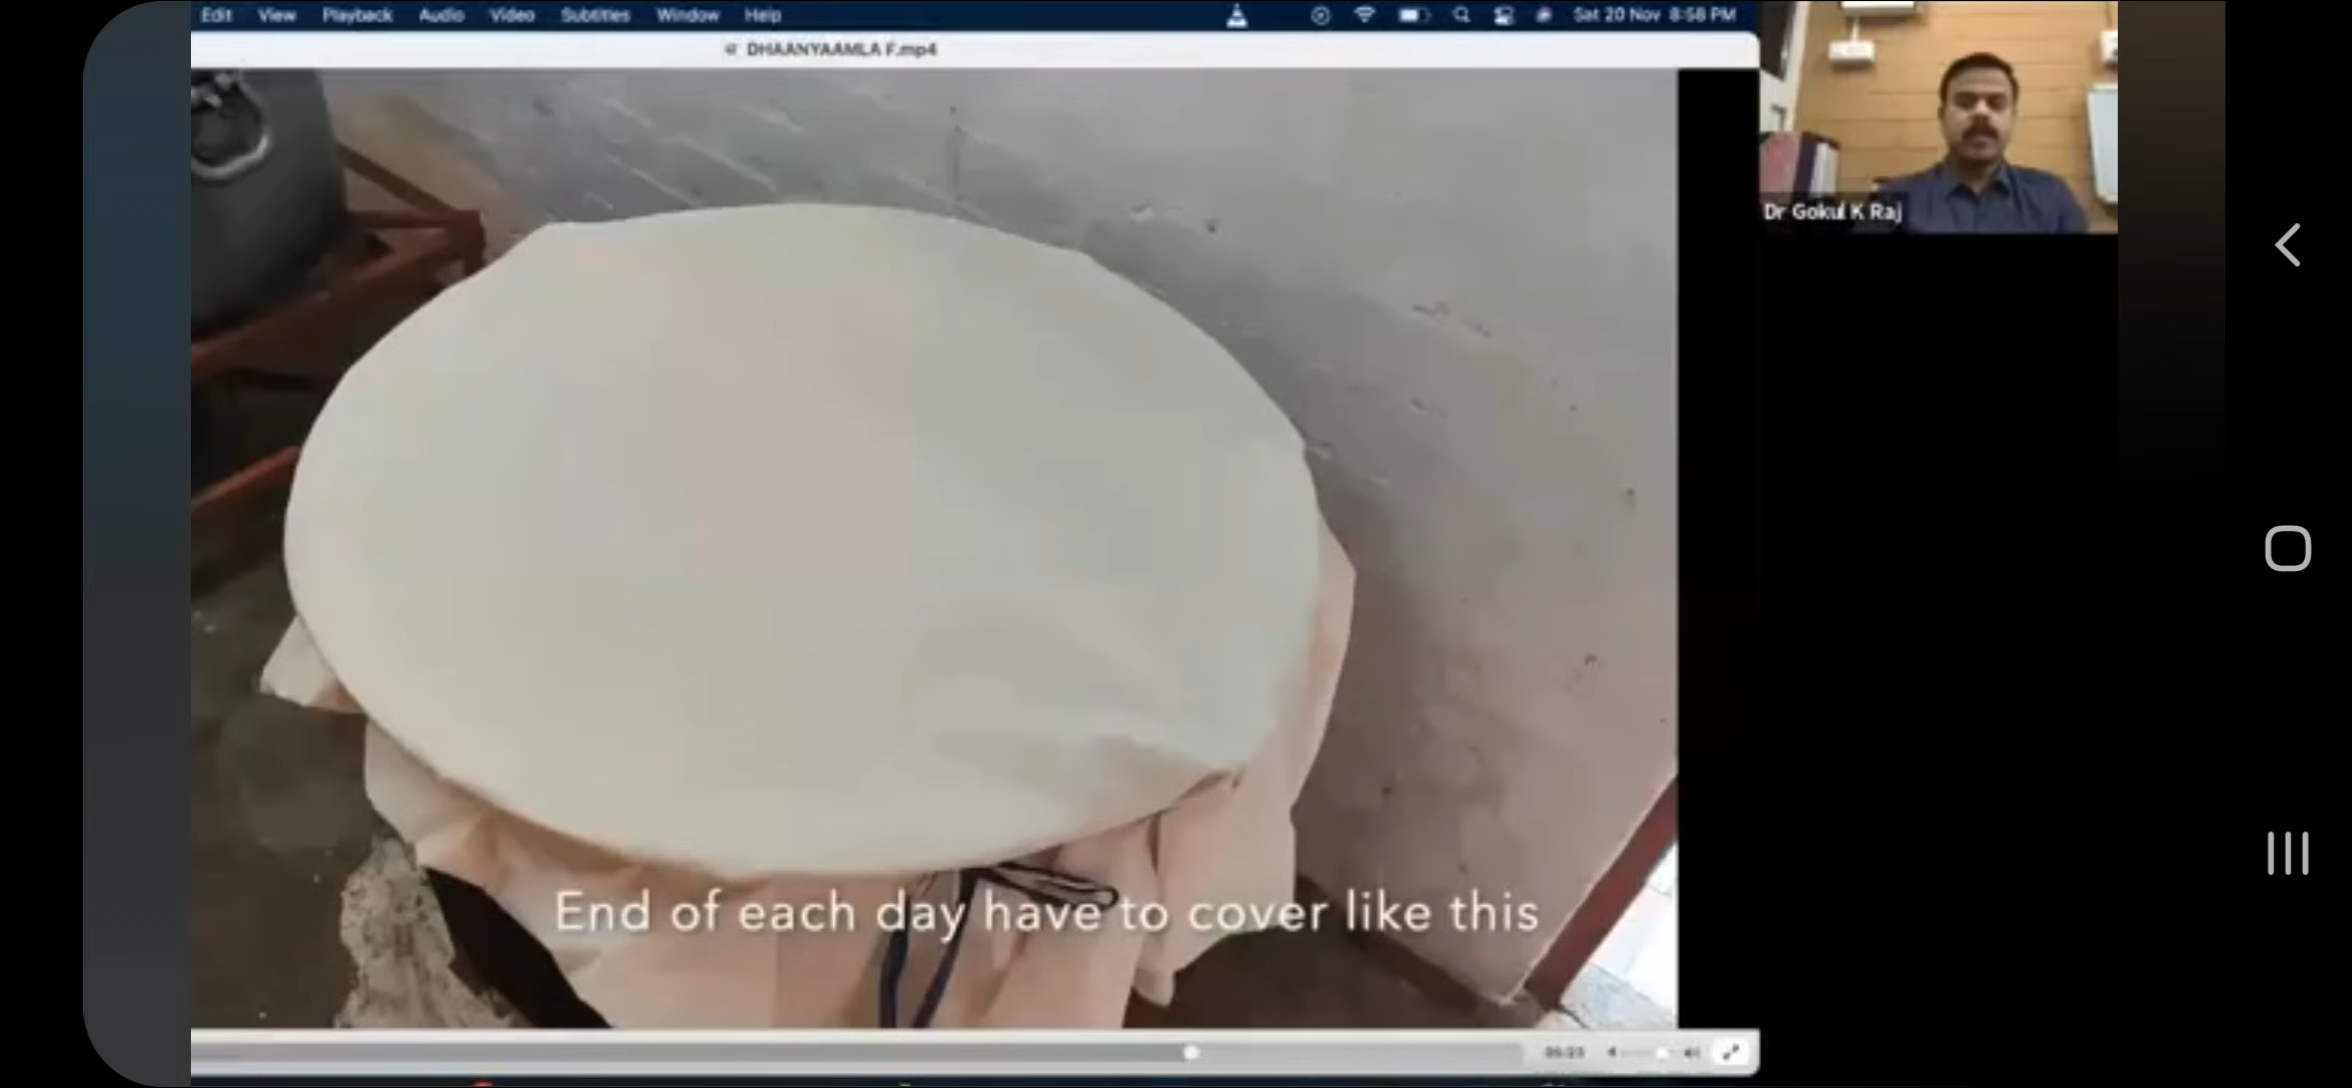 Edit View Playback Audio Video Subtitles Window Help Sat 20 Nov 8:58 PM
DHAANYAAMLA F.mp4
Dr Gokul K Raj
End of each day have to cover like this